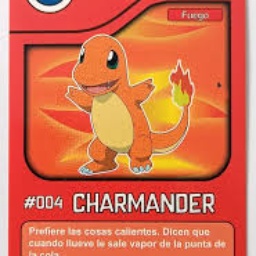 Fuego
#004 CHARMANDER
Prefiere las cosas calientes. Dicen que
cuando llueve le sale vapor de la punta de
la cola.